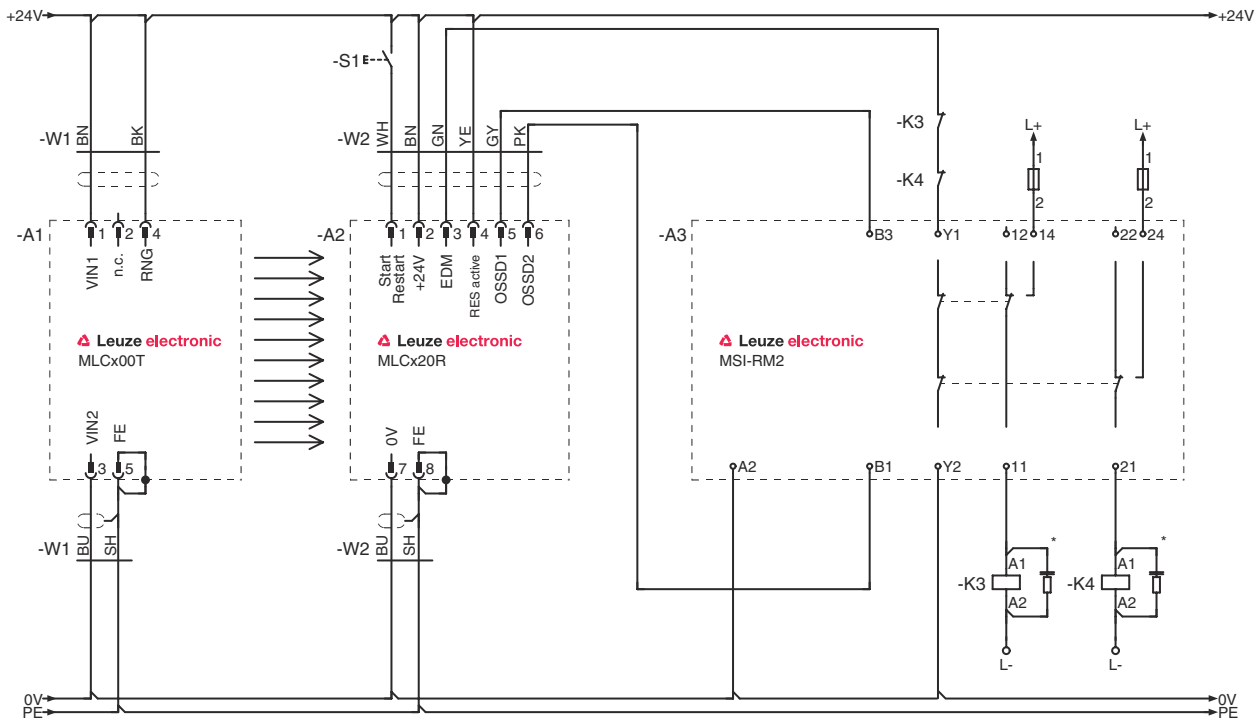 +24V
+24V
-S1
-W1
BN
BK
-W2
WH
BN
GN
YE
GY
PK
-K3
-K4
L+
1
2
L+
1
2
-A1
1
2
4
VIN1
n.c.
RNG
-A2
1
2
3
4
5
6
Start
Restart
+24V
EDM
RES active
OSSD1
OSSD2
-A3
B3
Y1
12
14
22
24
Leuze electronic
MLCx00T
Leuze electronic
MLCx20R
Leuze electronic
MSI-RM2
VIN2
FE
3
5
0V
FE
7
8
A2
B1
Y2
11
21
-W1
BU
SH
-W2
BU
SH
-K3
A1
A2
*
-K4
A1
A2
*
L-
L-
0V
0V
PE
PE